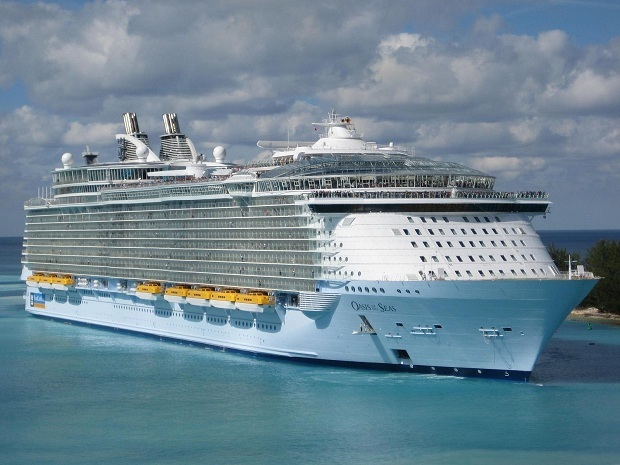 OASIS OF THE SEAS